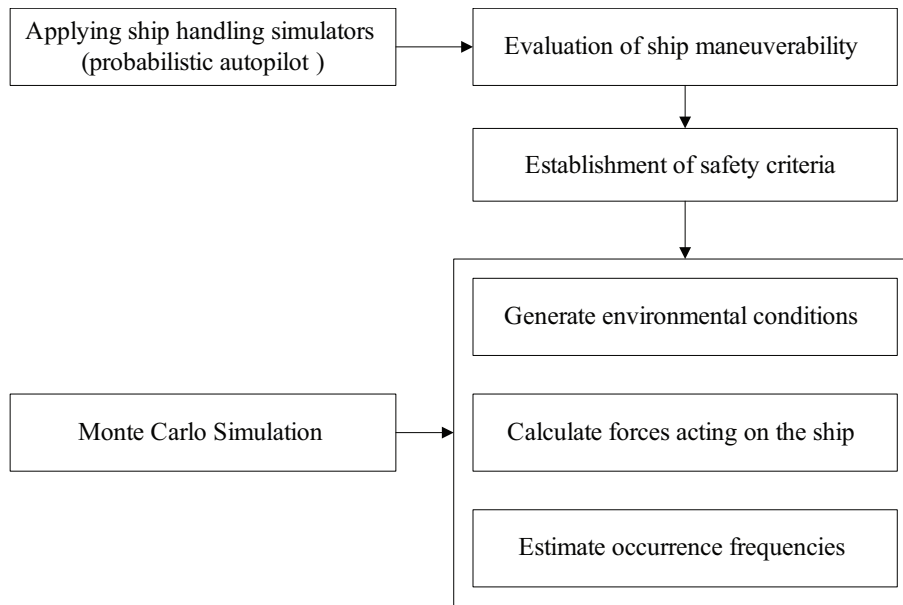 Applying ship handling simulators
(probabilistic autopilot )
Evaluation of ship maneuverability
Establishment of safety criteria
Generate environmental conditions
Monte Carlo Simulation
Calculate forces acting on the ship
Estimate occurrence frequencies